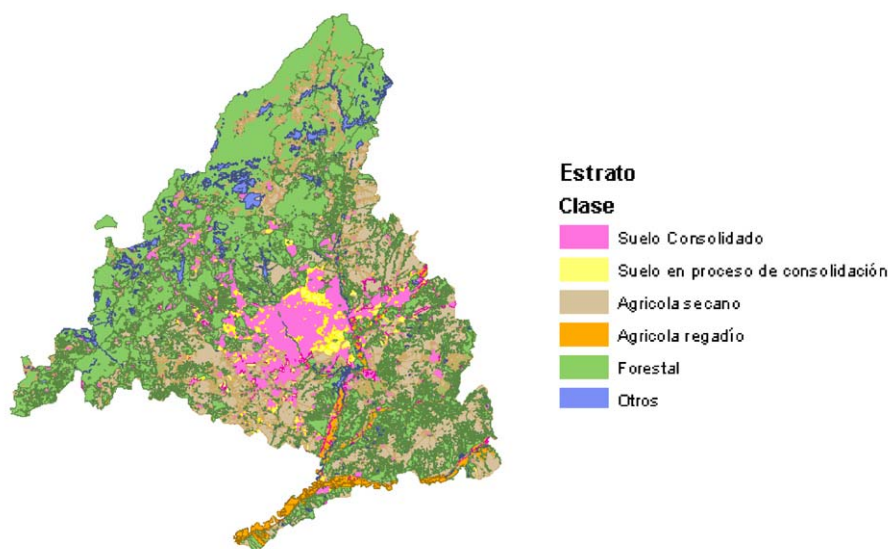 Estrato
Clase
Suelo Consolidado
Suelo en proceso de consolidación
Agricola secano
Agricola regadío
Forestal
Otros